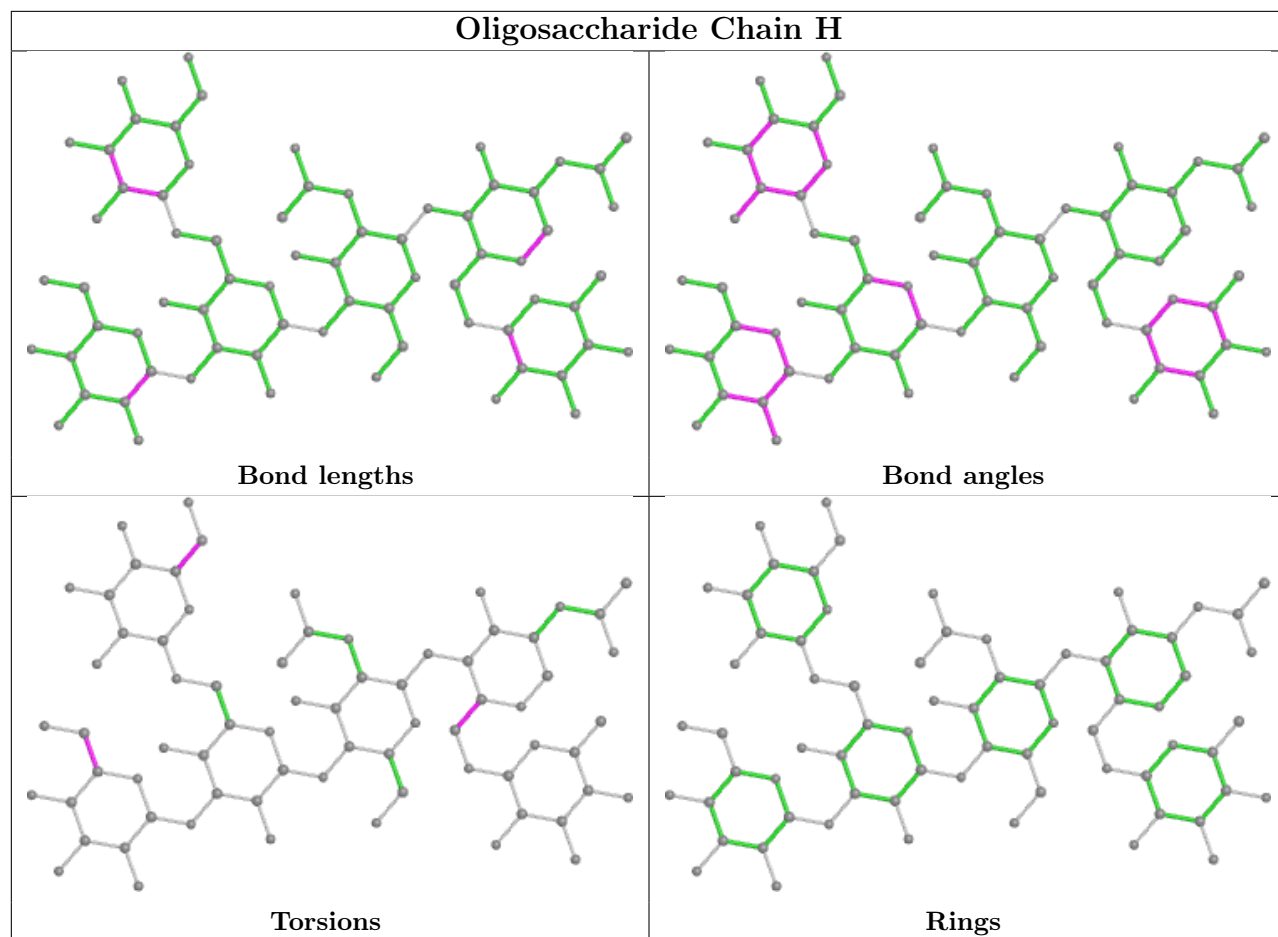 Oligosaccharide Chain H
Bond lengths
Bond angles
Torsions
Rings